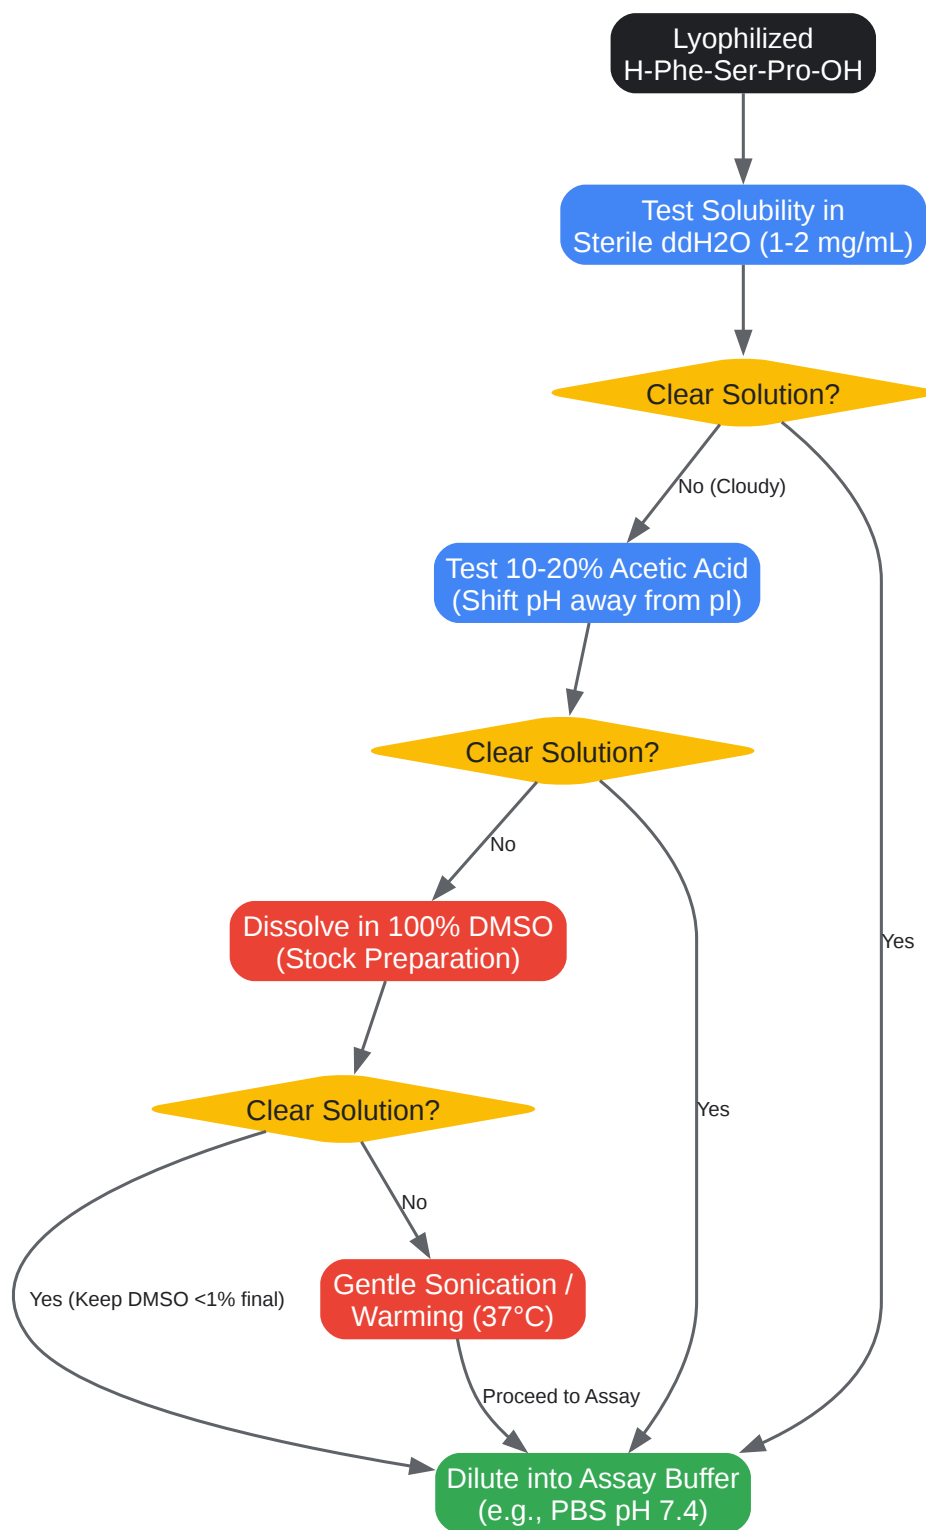 Lyophilized
H-Phe-Ser-Pro-OH
Test Solubility in
Sterile ddH2O (1-2 mg/mL)
Clear Solution?
No (Cloudy)
Test 10-20% Acetic Acid
(Shift pH away from pI)
Clear Solution?
No
Dissolve in 100% DMSO
(Stock Preparation)
Yes
Clear Solution?
Yes
No
Gentle Sonication /
Warming (37°C)
Yes (Keep DMSO <1% final)
Proceed to Assay
Dilute into Assay Buffer
(e.g., PBS pH 7.4)